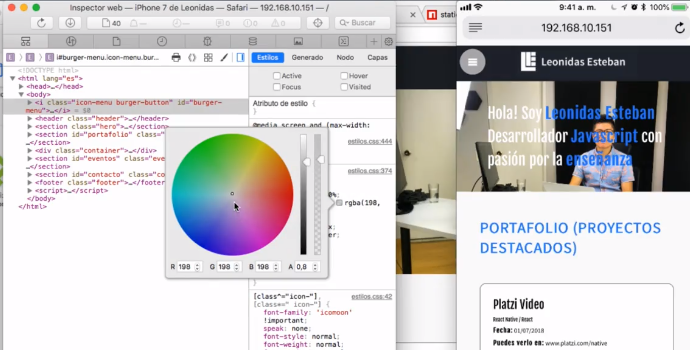 Inspector web — iPhone 7 de Leonidas — Safari — 192.168.10.151 — /
40
Buscar
i#burger-menu.icon-menu.bur…
Estilos
Generado
Nodo
Capas
<!DOCTYPE html>
<html lang="es">
<head>…</head>
<body>
<i class="icon-menu burger-button" id="burger-
menu">…</i> = $0
<header class="header">…</header>
<section class="hero">…</section>
<section id="portafolio" class=
…</section>
<div class="container">…</div>
<section id="eventos" class="eve
…</section>
<section id="contacto" class="co
<footer class="footer">…</footer
<script>…</script>
</body>
</html>
Active
Hover
Focus
Visited
Atributo de estilo {
}
@media screen and (max-width:
estilos.css:444
estilos.css:374
0%;
rgba(198,
R 198 G 198 B 198 A 0,8
}
[class^="icon-"],
[class*=" icon-"] {
estilos.css:42
font-family: 'icomoon'
!important;
speak: none;
font-style: normal;
font-weight: normal;
stati
9:41 a. m.
100%
192.168.10.151
Leonidas Esteban
Hola! Soy Leonidas Esteban
Desarrollador Javascript con
pasión por la enseñanza
PORTAFOLIO (PROYECTOS
DESTACADOS)
Platzi Video
React Native / React
Fecha: 01/07/2018
Puedes verlo en: www.platzi.com/native